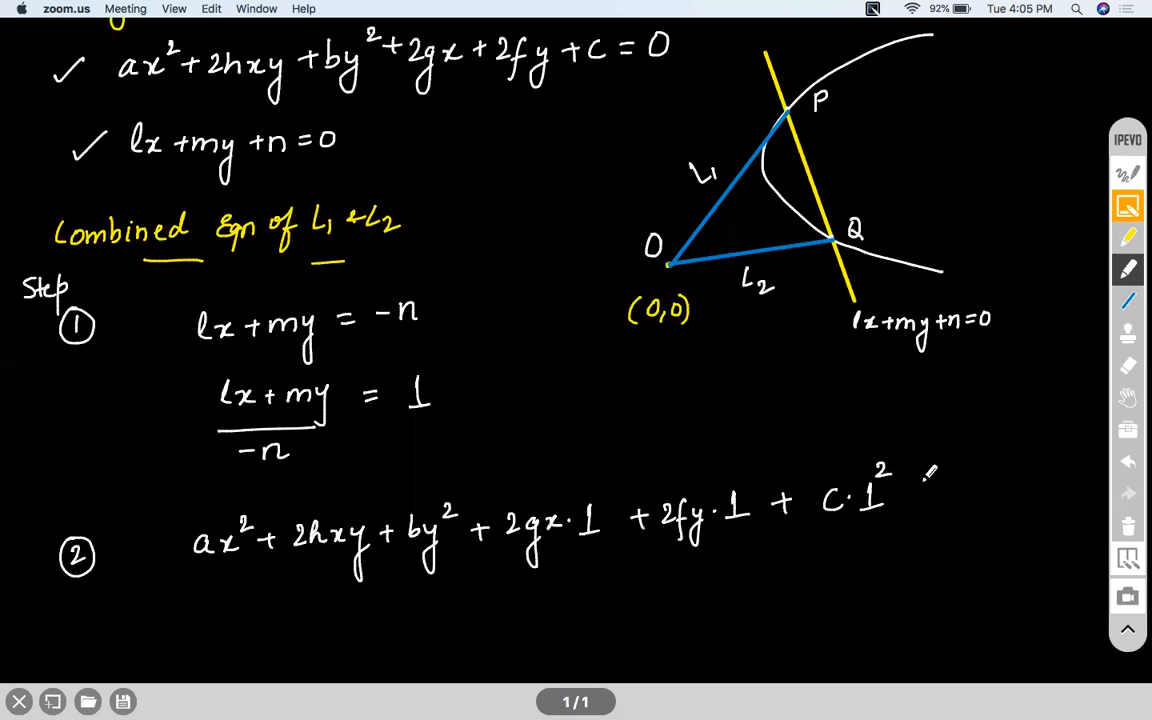 zoom.us Meeting View Edit Window Help 92% Tue 4:05 PM
ax² + 2hxy + by² + 2gx + 2fy + c = 0
lx + my + n = 0
Combined Eqn of L₁ & L₂
Step
① lx + my = -n
lx + my = 1
-n
② ax² + 2hxy + by² + 2gx · 1 + 2fy · 1 + c · 1²
P
L₁
Q
O
L₂
(0,0)
lx+my+n=0
IPEVO
1/1